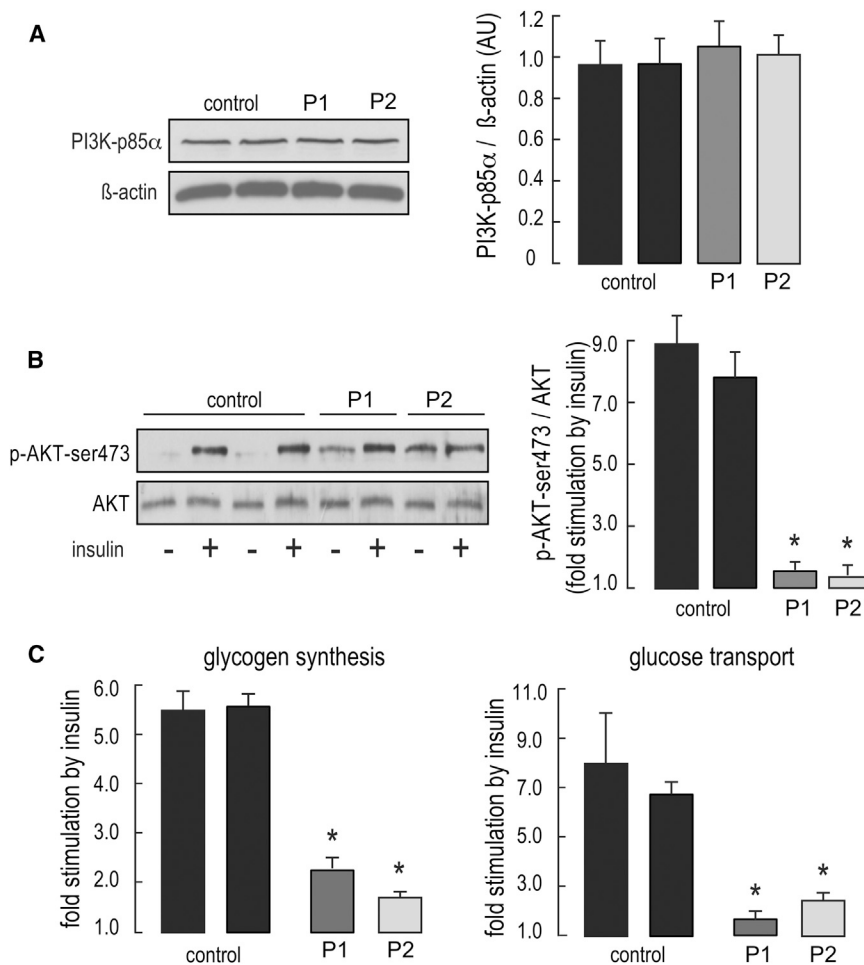 A
control P1 P2
PI3K-p85α
ß-actin
PI3K-p85α / ß-actin (AU)
1.2
1.0
0.8
0.6
0.4
0.2
0
control P1 P2
B
control P1 P2
p-AKT-ser473
AKT
insulin - + - + - + - +
p-AKT-ser473 / AKT
(fold stimulation by insulin)
9.0
7.0
5.0
3.0
1.0
* *
control P1 P2
C
glycogen synthesis
fold stimulation by insulin
6.0
5.0
4.0
3.0
2.0
1.0
* *
control P1 P2
glucose transport
fold stimulation by insulin
11.0
9.0
7.0
5.0
3.0
1.0
* *
control P1 P2